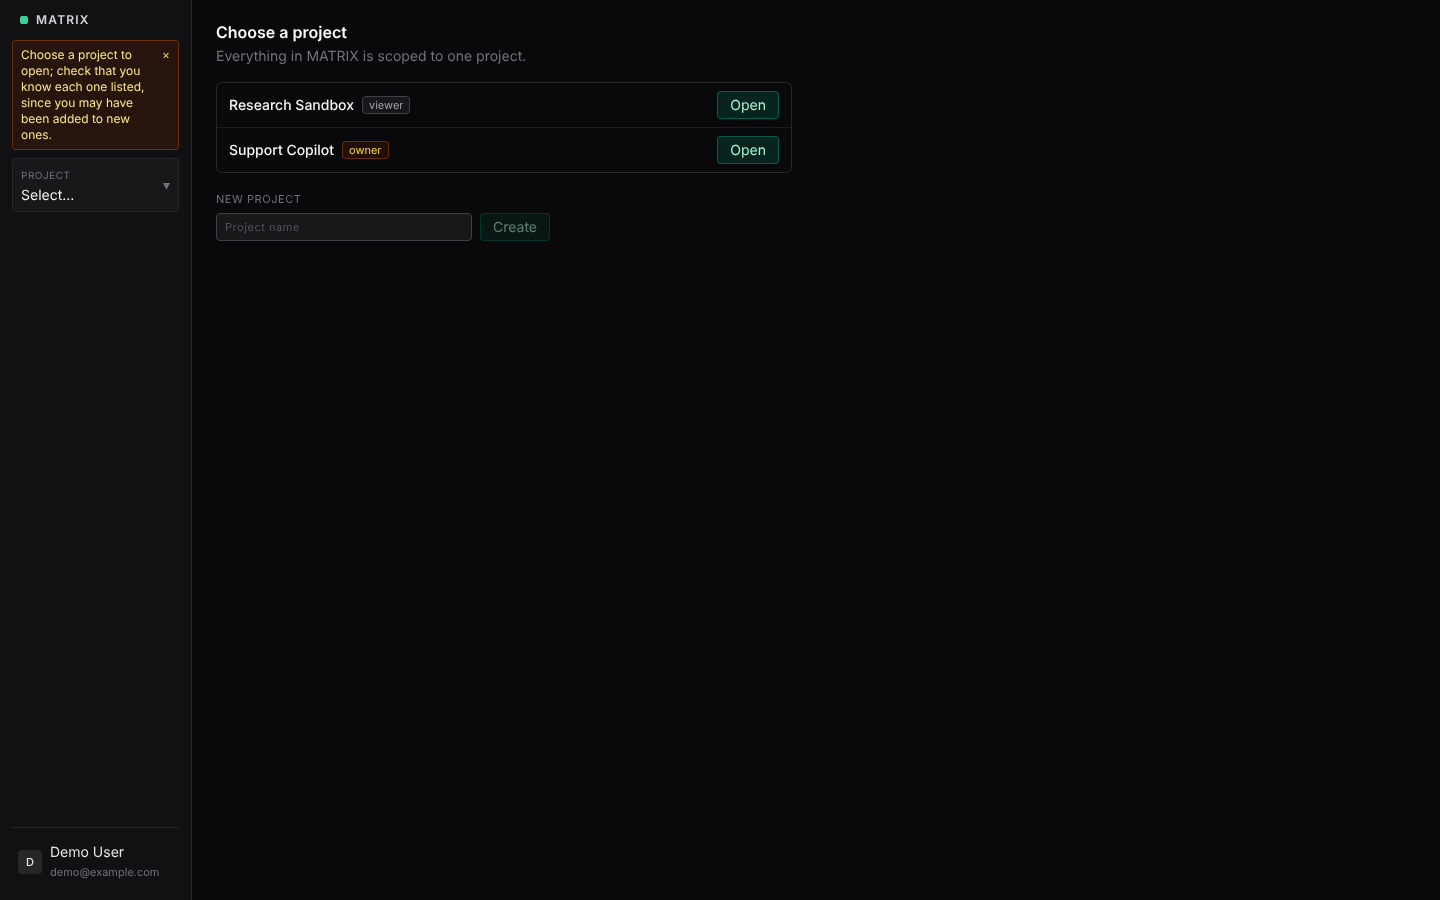 MATRIX
Choose a project to
open; check that you
know each one listed,
since you may have
been added to new
ones.
×
PROJECT
Select...
▼
Choose a project
Everything in MATRIX is scoped to one project.
Research Sandbox viewer Open
Support Copilot owner Open
NEW PROJECT
Project name Create
D
Demo User
demo@example.com